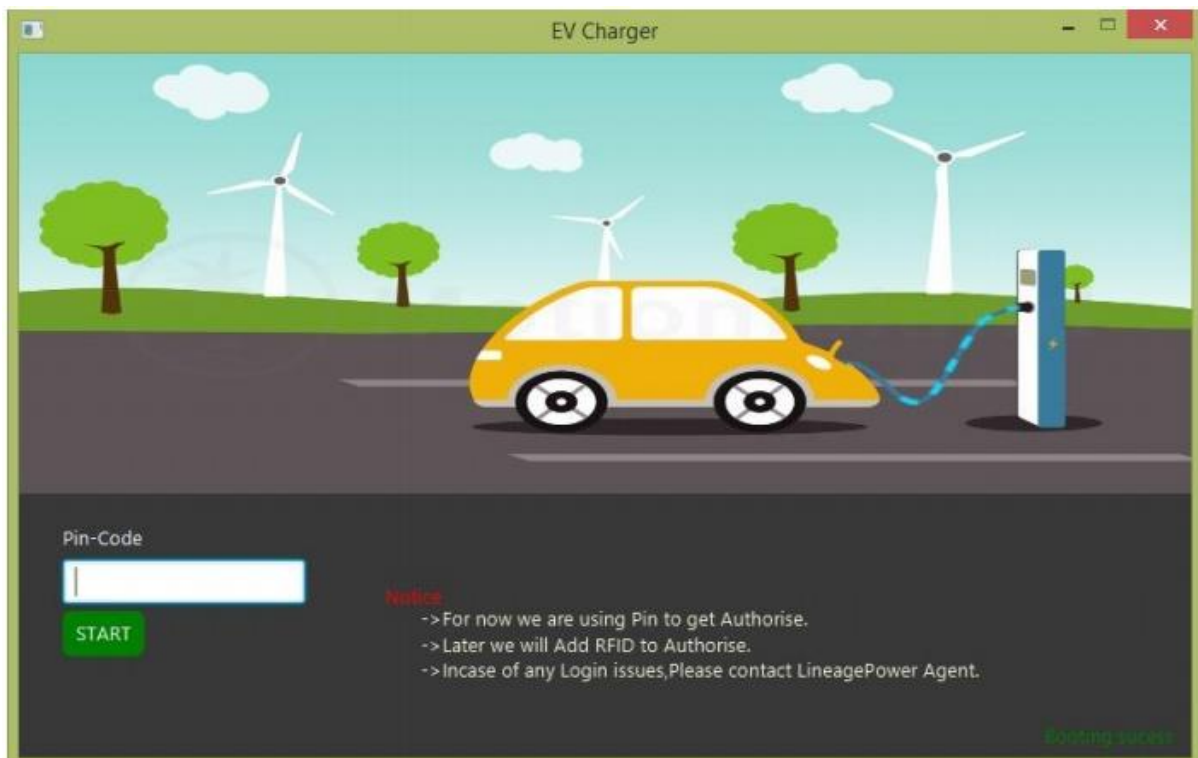 EV Charger
Pin-Code
START
Notice
->For now we are using Pin to get Authorise.
->Later we will Add RFID to Authorise.
->Incase of any Login issues,Please contact LineagePower Agent.
Booting sucess